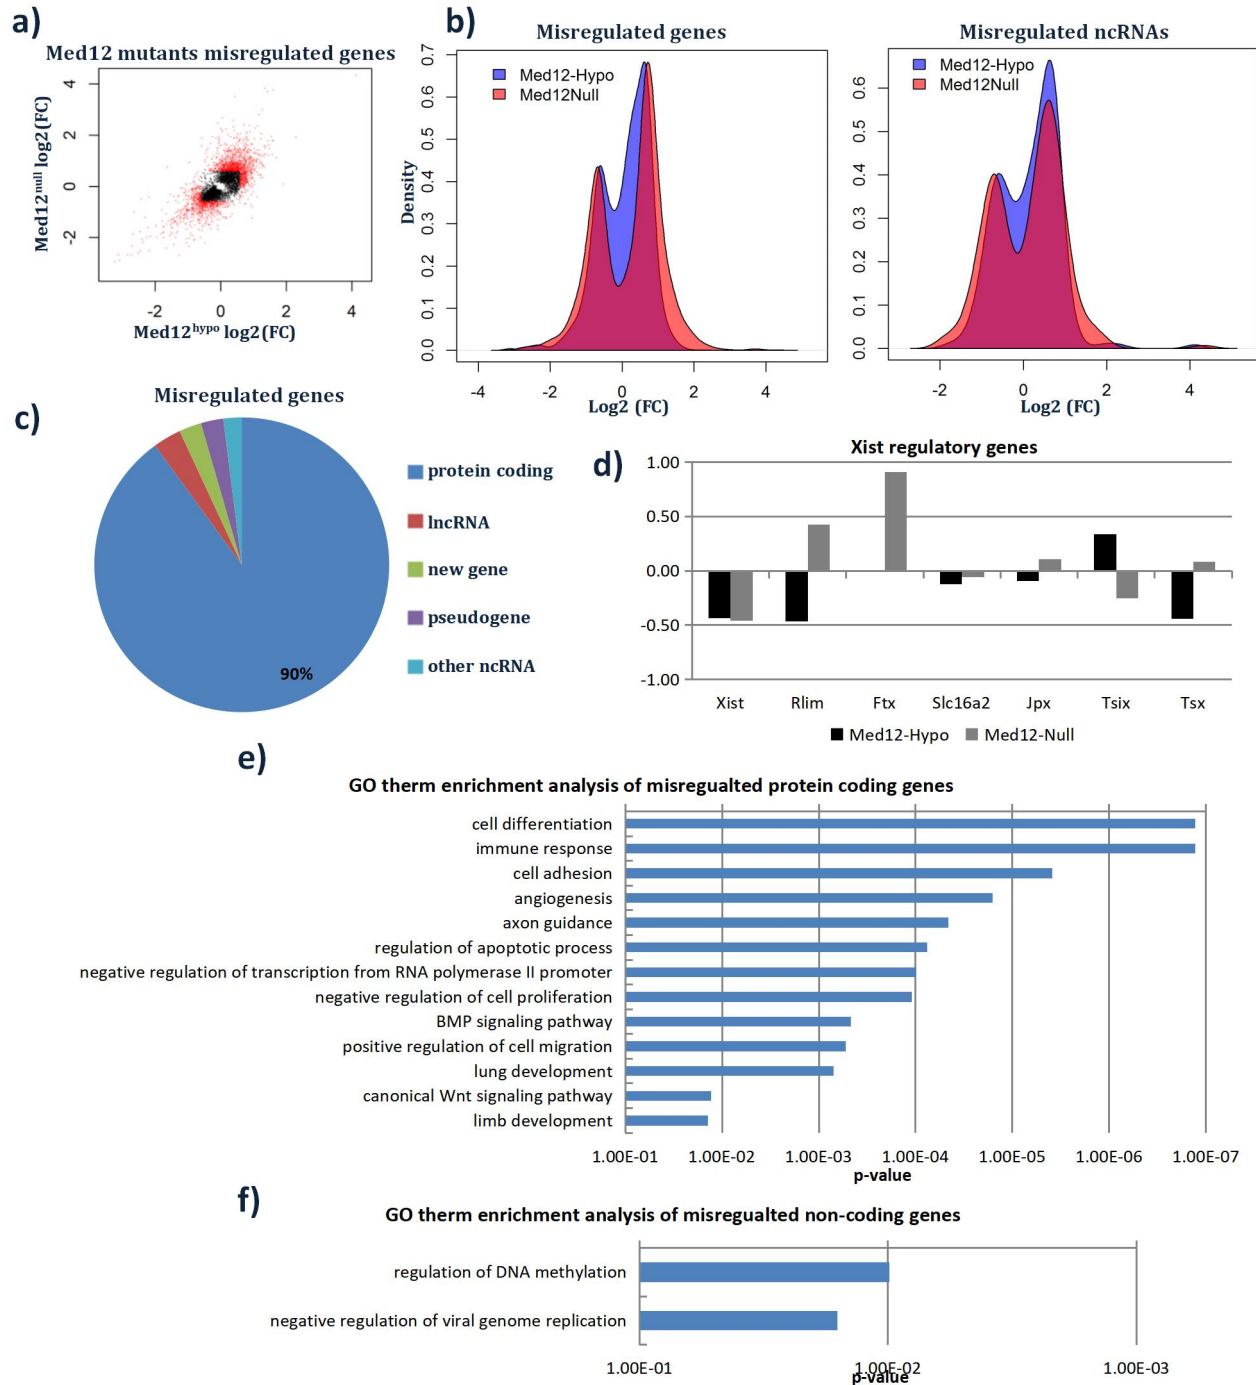 a)
Med12 mutants misregulated genes
4
2
0
-2
Med12null log2(FC)
-2
0
2
4
Med12hypo log2(FC)
b)
Misregulated genes
Med12-Hypo
Med12Null
0.7
0.6
0.5
0.4
0.3
0.2
0.1
0.0
Density
-4
-2
0
2
4
Log2 (FC)
Mistregulated ncRNAs
Med12-Hypo
Med12Null
0.6
0.5
0.4
0.3
0.2
0.1
0.0
-2
0
2
4
Log2 (FC)
c)
Misregulated genes
90%
protein coding
lncRNA
new gene
pseudogene
other ncRNA
d)
Xist regulatory genes
1.00
0.50
0.00
-0.50
-1.00
Xist Rlim Ftx Slc16a2 Jpx Tsix Tsx
Med12-Hypo Med12-Null
e)
GO therm enrichment analysis of misregualted protein coding genes
cell differentiation
immune response
cell adhesion
angiogenesis
axon guidance
regulation of apoptotic process
negative regulation of transcription from RNA polymerase II promoter
negative regulation of cell proliferation
BMP signaling pathway
positive regulation of cell migration
lung development
canonical Wnt signaling pathway
limb development
1.00E-01 1.00E-02 1.00E-03 1.00E-04 1.00E-05 1.00E-06 1.00E-07
p-value
f)
GO therm enrichment analysis of misregualted non-coding genes
regulation of DNA methylation
negative regulation of viral genome replication
1.00E-01 1.00E-02 1.00E-03
p-value